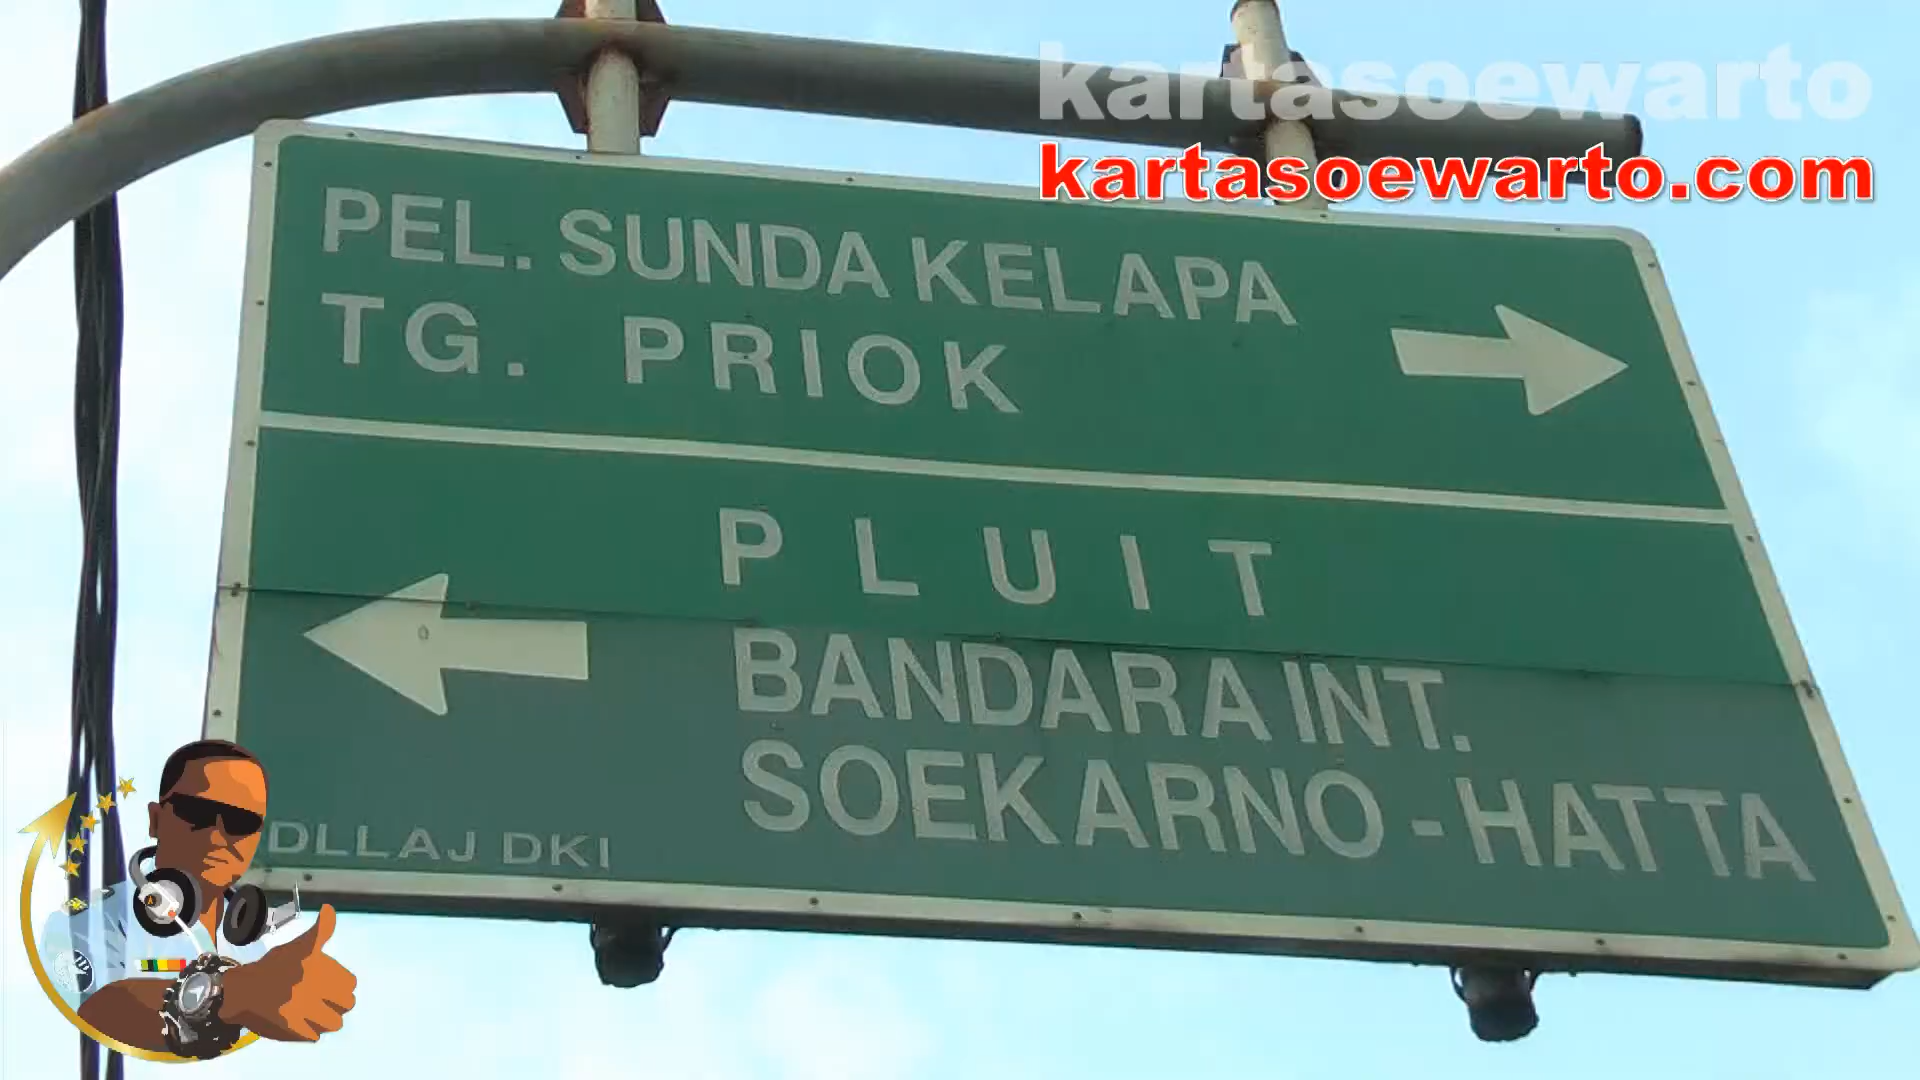 kartasoewarto
kartasoewarto.com
PEL. SUNDA KELAPA
TG. PRIOK
PLUIT
BANDARA INT.
SOEKARNO - HATTA
DLLAJ DKI